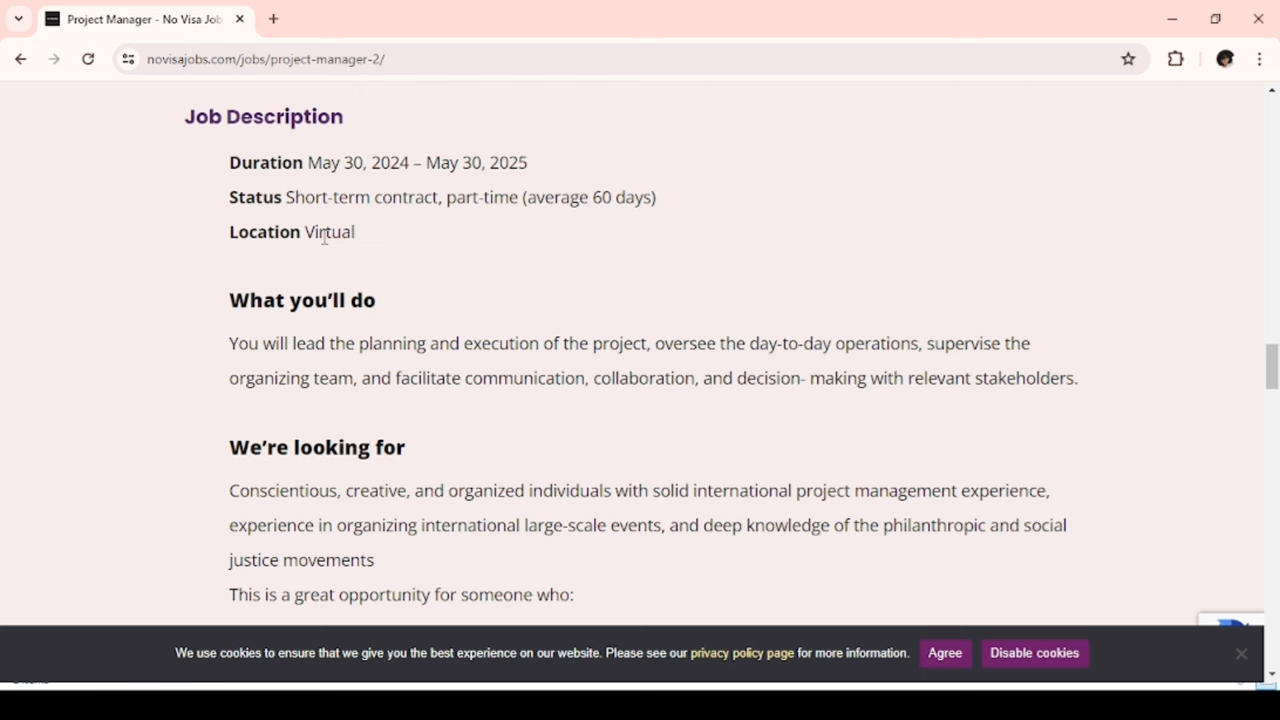 Project Manager - No Visa Job
novisajobs.com/jobs/project-manager-2/
Job Description
Duration May 30, 2024 – May 30, 2025
Status Short-term contract, part-time (average 60 days)
Location Virtual
What you'll do
You will lead the planning and execution of the project, oversee the day-to-day operations, supervise the
organizing team, and facilitate communication, collaboration, and decision- making with relevant stakeholders.
We're looking for
Conscientious, creative, and organized individuals with solid international project management experience,
experience in organizing international large-scale events, and deep knowledge of the philanthropic and social
justice movements
This is a great opportunity for someone who:
We use cookies to ensure that we give you the best experience on our website. Please see our privacy policy page for more information. Agree Disable cookies